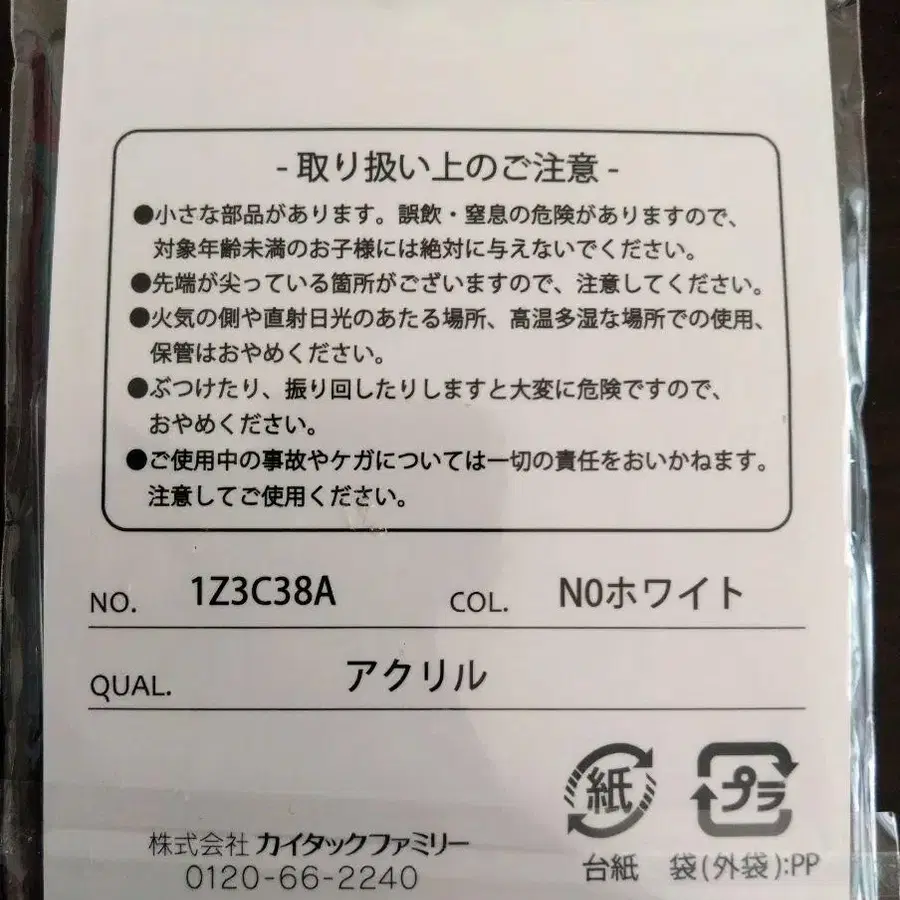 - 取り扱い上のご注意 -
●小さな部品があります。誤飲・窒息の危険がありますので、
対象年齢未満のお子様には絶対に与えないでください。
●先端が尖っている箇所がございますので、注意してください。
●火気の側や直射日光のあたる場所、高温多湿な場所での使用、
保管はおやめください。
●ぶつけたり、振り回したりしますと大変に危険ですので、
おやめください。
●ご使用中の事故やケガについては一切の責任をおいかねます。
注意してご使用ください。
NO. 1Z3C38A COL. N0ホワイト
QUAL. アクリル
紙 プラ
台紙 袋(外袋):PP
株式会社 カイタックファミリー
0120-66-2240